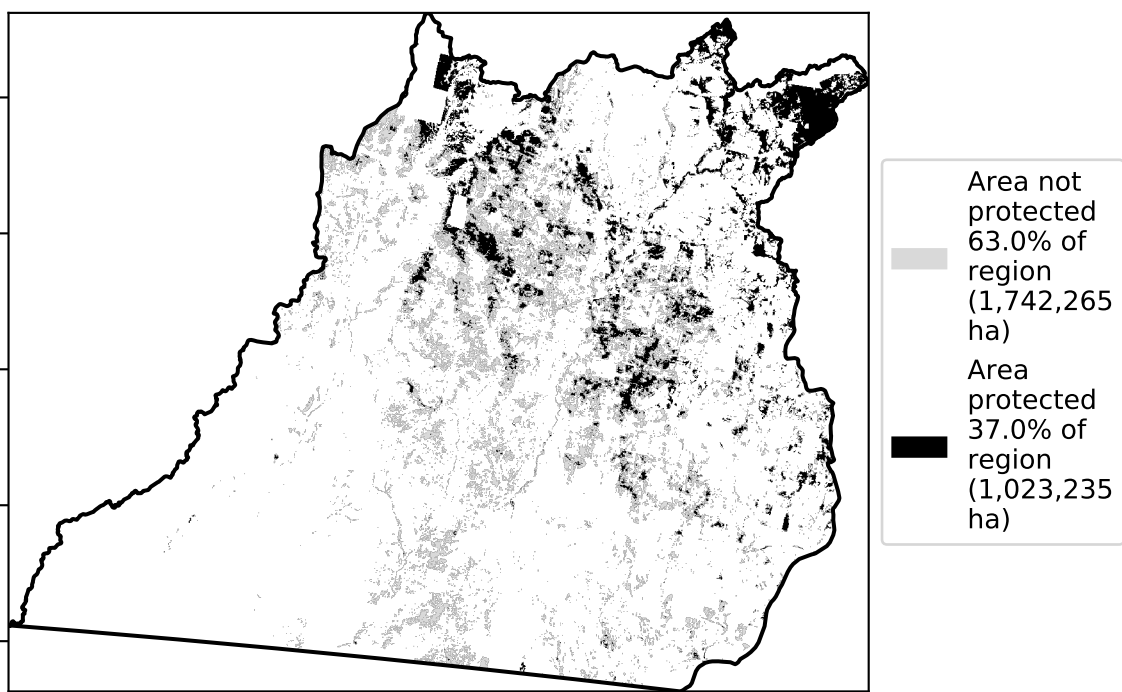 Area not
protected
63.0% of
region
(1,742,265
ha)
Area
protected
37.0% of
region
(1,023,235
ha)